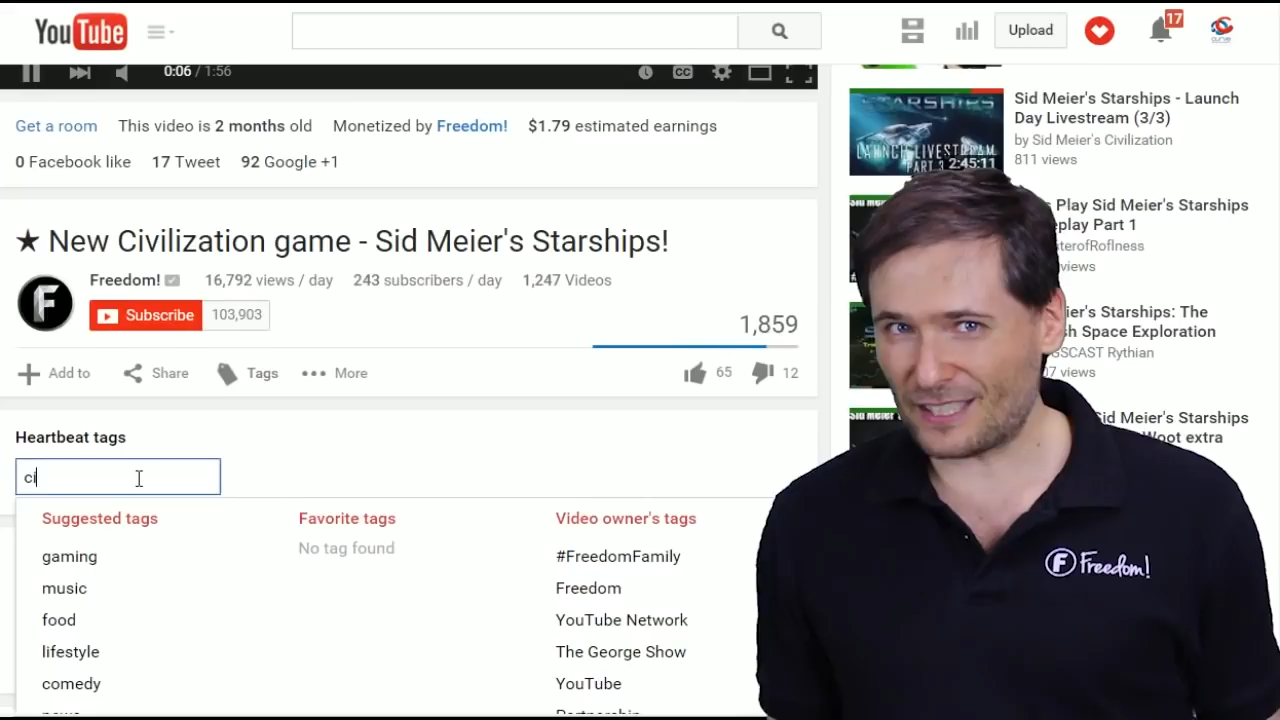 YouTube
Upload
17
0:06 / 1:56
CC
Get a room This video is 2 months old Monetized by Freedom! $1.79 estimated earnings
0 Facebook like 17 Tweet 92 Google +1
★ New Civilization game - Sid Meier's Starships!
Freedom! 16,792 views / day 243 subscribers / day 1,247 Videos
F
Subscribe 103,903
1,859
Add to Share Tags More 65 12
Heartbeat tags
ci
Suggested tags Favorite tags Video owner's tags
gaming No tag found #FreedomFamily
music Freedom
food YouTube Network
lifestyle The George Show
comedy YouTube
STARSHIPS
LAUNCH LIVESTREAM
PART 3 2:45:11
Sid Meier's Starships - Launch
Day Livestream (3/3)
by Sid Meier's Civilization
811 views
Play Sid Meier's Starships
Part 1
views
Starships: The
Space Exploration
Rythian
views
Sid Meier's Starships
Woot extra
F Freedom!